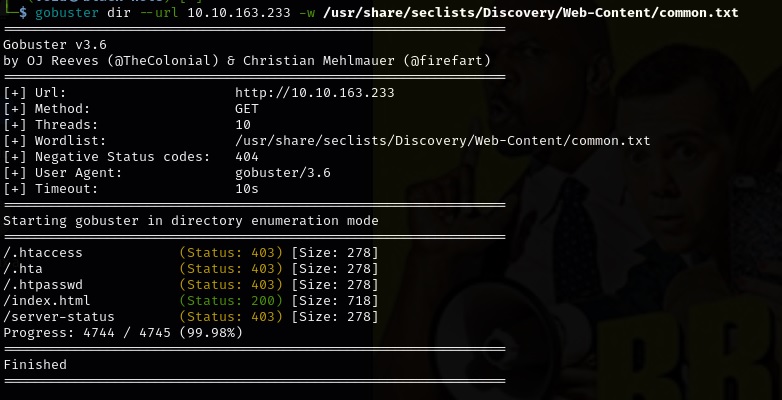 └─$ gobuster dir --url 10.10.163.233 -w /usr/share/seclists/Discovery/Web-Content/common.txt
===============================================================
Gobuster v3.6
by OJ Reeves (@TheColonial) & Christian Mehlmauer (@firefart)
===============================================================
[+] Url:                     http://10.10.163.233
[+] Method:                  GET
[+] Threads:                 10
[+] Wordlist:                /usr/share/seclists/Discovery/Web-Content/common.txt
[+] Negative Status codes:   404
[+] User Agent:              gobuster/3.6
[+] Timeout:                 10s
===============================================================
Starting gobuster in directory enumeration mode
===============================================================
/.htaccess            (Status: 403) [Size: 278]
/.hta                 (Status: 403) [Size: 278]
/.htpasswd            (Status: 403) [Size: 278]
/index.html           (Status: 200) [Size: 718]
/server-status        (Status: 403) [Size: 278]
Progress: 4744 / 4745 (99.98%)
===============================================================
Finished
===============================================================